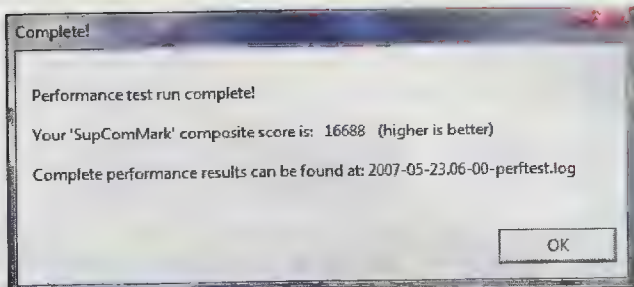 Complete!
Performance test run complete!
Your 'SupComMark' composite score is: 16688 (higher is better)
Complete performance results can be found at: 2007-05-23.06-00-perftest.log
OK